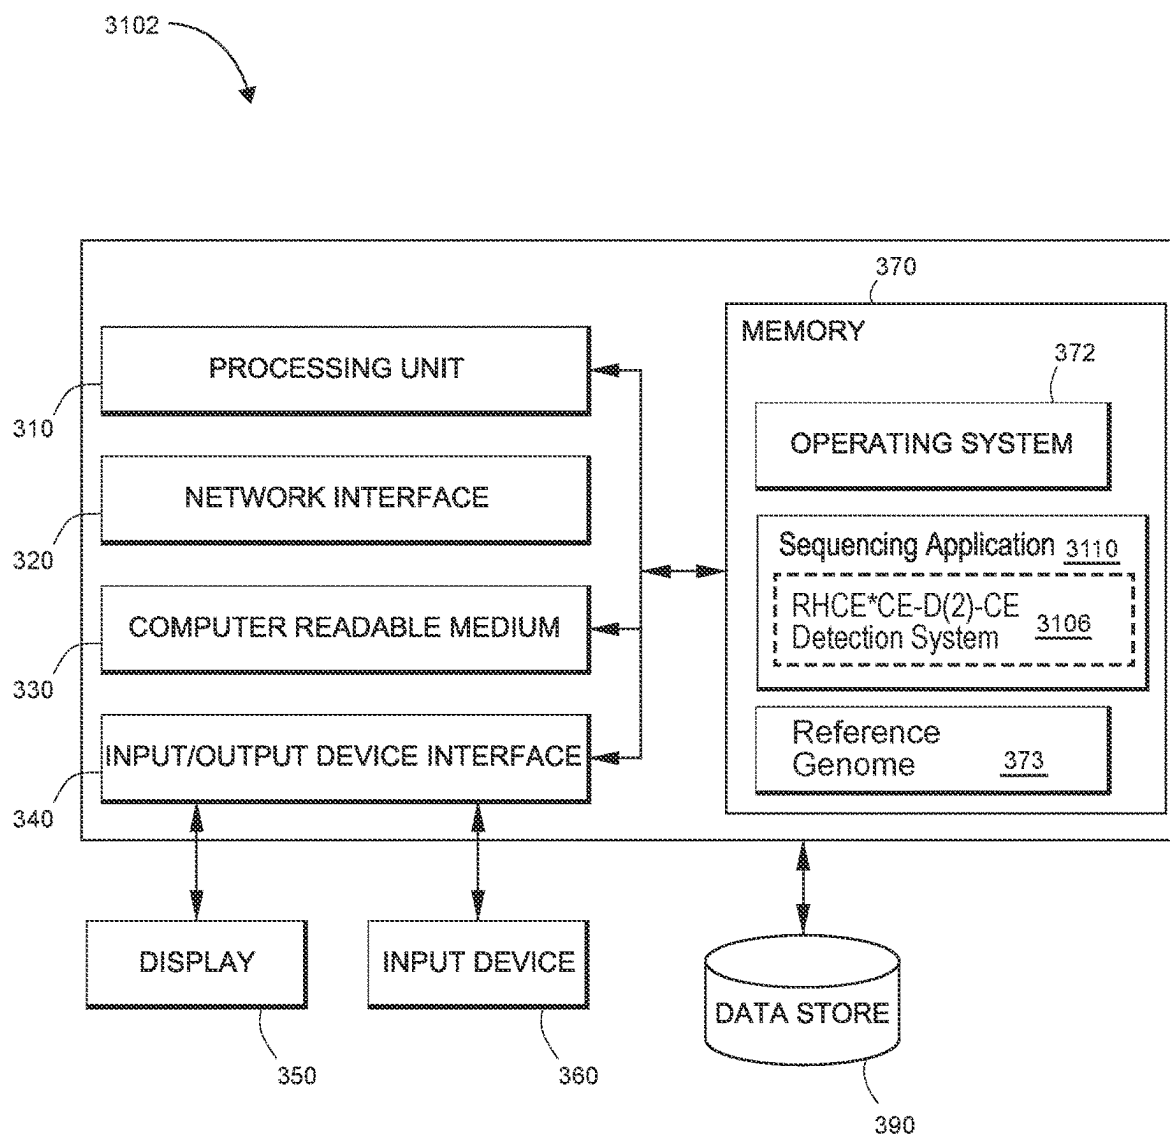 3102
370
MEMORY
372
PROCESSING UNIT
310
OPERATING SYSTEM
NETWORK INTERFACE
320
Sequencing Application 3110
RHCE*CE-D(2)-CE
Detection System 3106
COMPUTER READABLE MEDIUM
330
INPUT/OUTPUT DEVICE INTERFACE
340
Reference
Genome 373
DISPLAY
INPUT DEVICE
DATA STORE
350
360
390